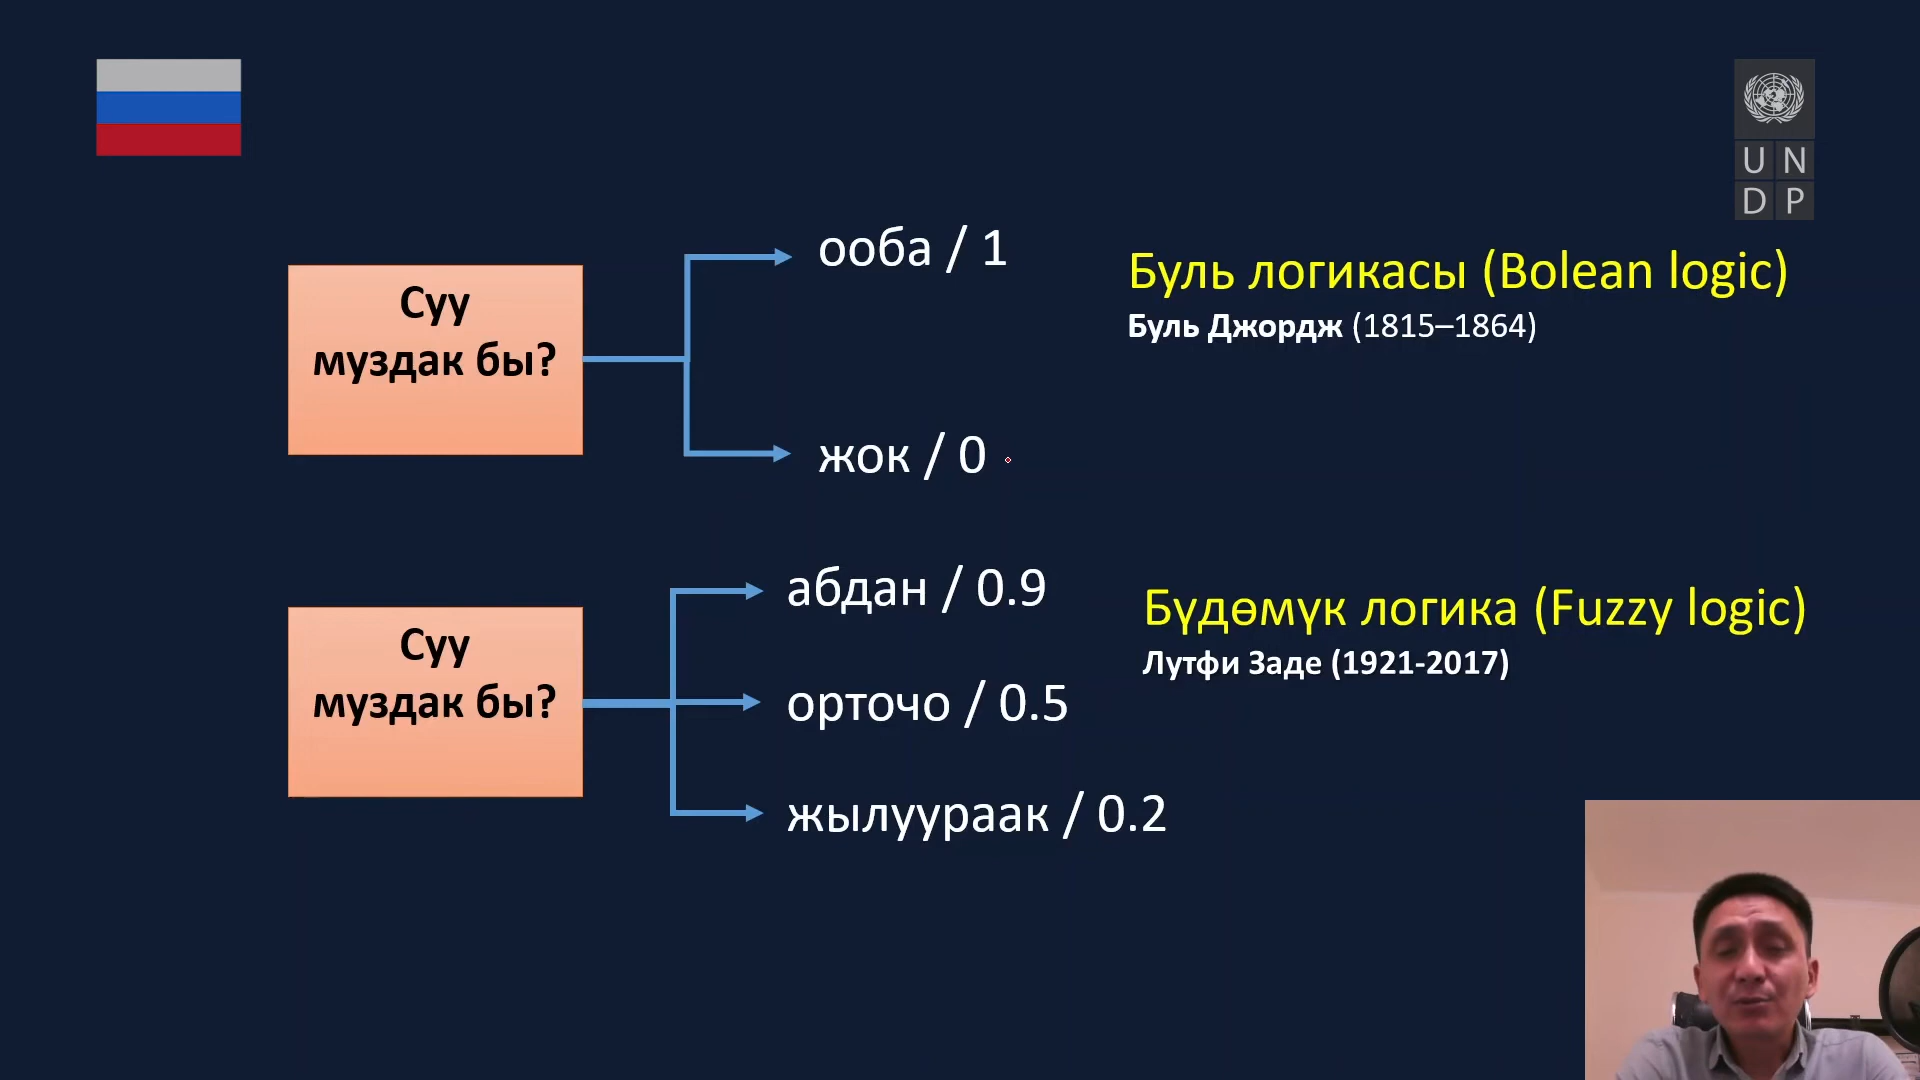 U N
D P
Суу
муздак бы?
ооба / 1
жок / 0
Буль логикасы (Bolean logic)
Буль Джордж (1815–1864)
Суу
муздак бы?
абдан / 0.9
орточо / 0.5
жылуураак / 0.2
Бүдөмүк логика (Fuzzy logic)
Лутфи Заде (1921-2017)